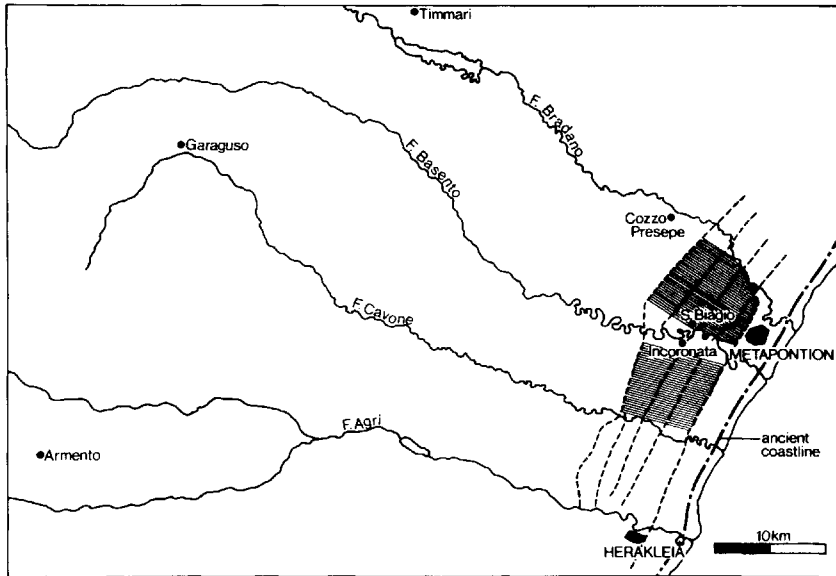 Timmari
F. Bradano
Garaguso
F. Basento
Cozzo
Presepe
S. Biagio
F. Cavone
Incoronata
METAPONTION
F. Agri
ancient
coastline
Armento
HERAKLEIA
10km